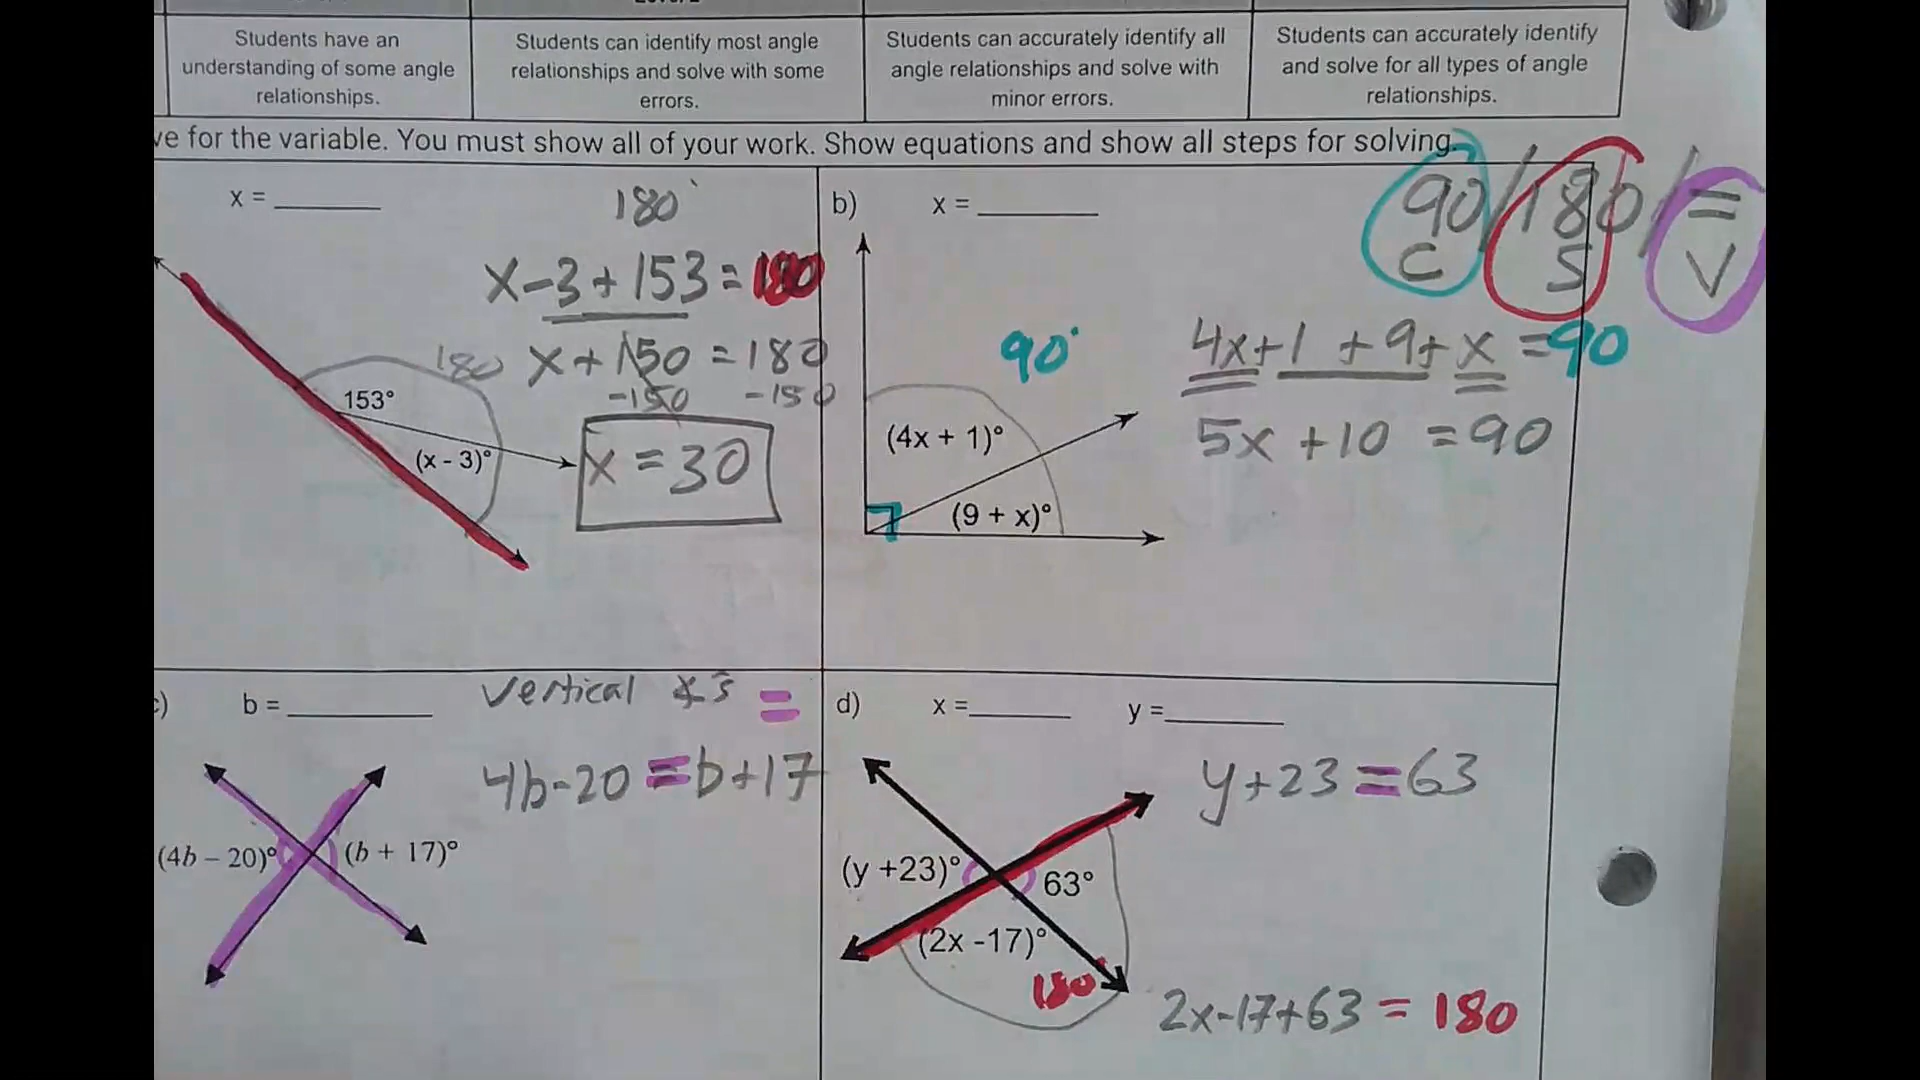 Students have an
understanding of some angle
relationships.
Students can identify most angle
relationships and solve with some
errors.
Students can accurately identify all
angle relationships and solve with
minor errors.
Students can accurately identify
and solve for all types of angle
relationships.
ve for the variable. You must show all of your work. Show equations and show all steps for solving.
90/180/=
C S V
x = ________
180°
x-3+153=180
x+150=180
-150 -150
x=30
180
153°
(x - 3)°
b) x = ________
90°
4x+1+9+x=90
5x+10=90
(4x + 1)°
(9 + x)°
c) b = __________
vertical ∡'s =
4b-20=b+17
(4b – 20)°
(b + 17)°
d) x =_______ y =________
y+23=63
(y +23)°
63°
(2x -17)°
180°
2x-17+63=180